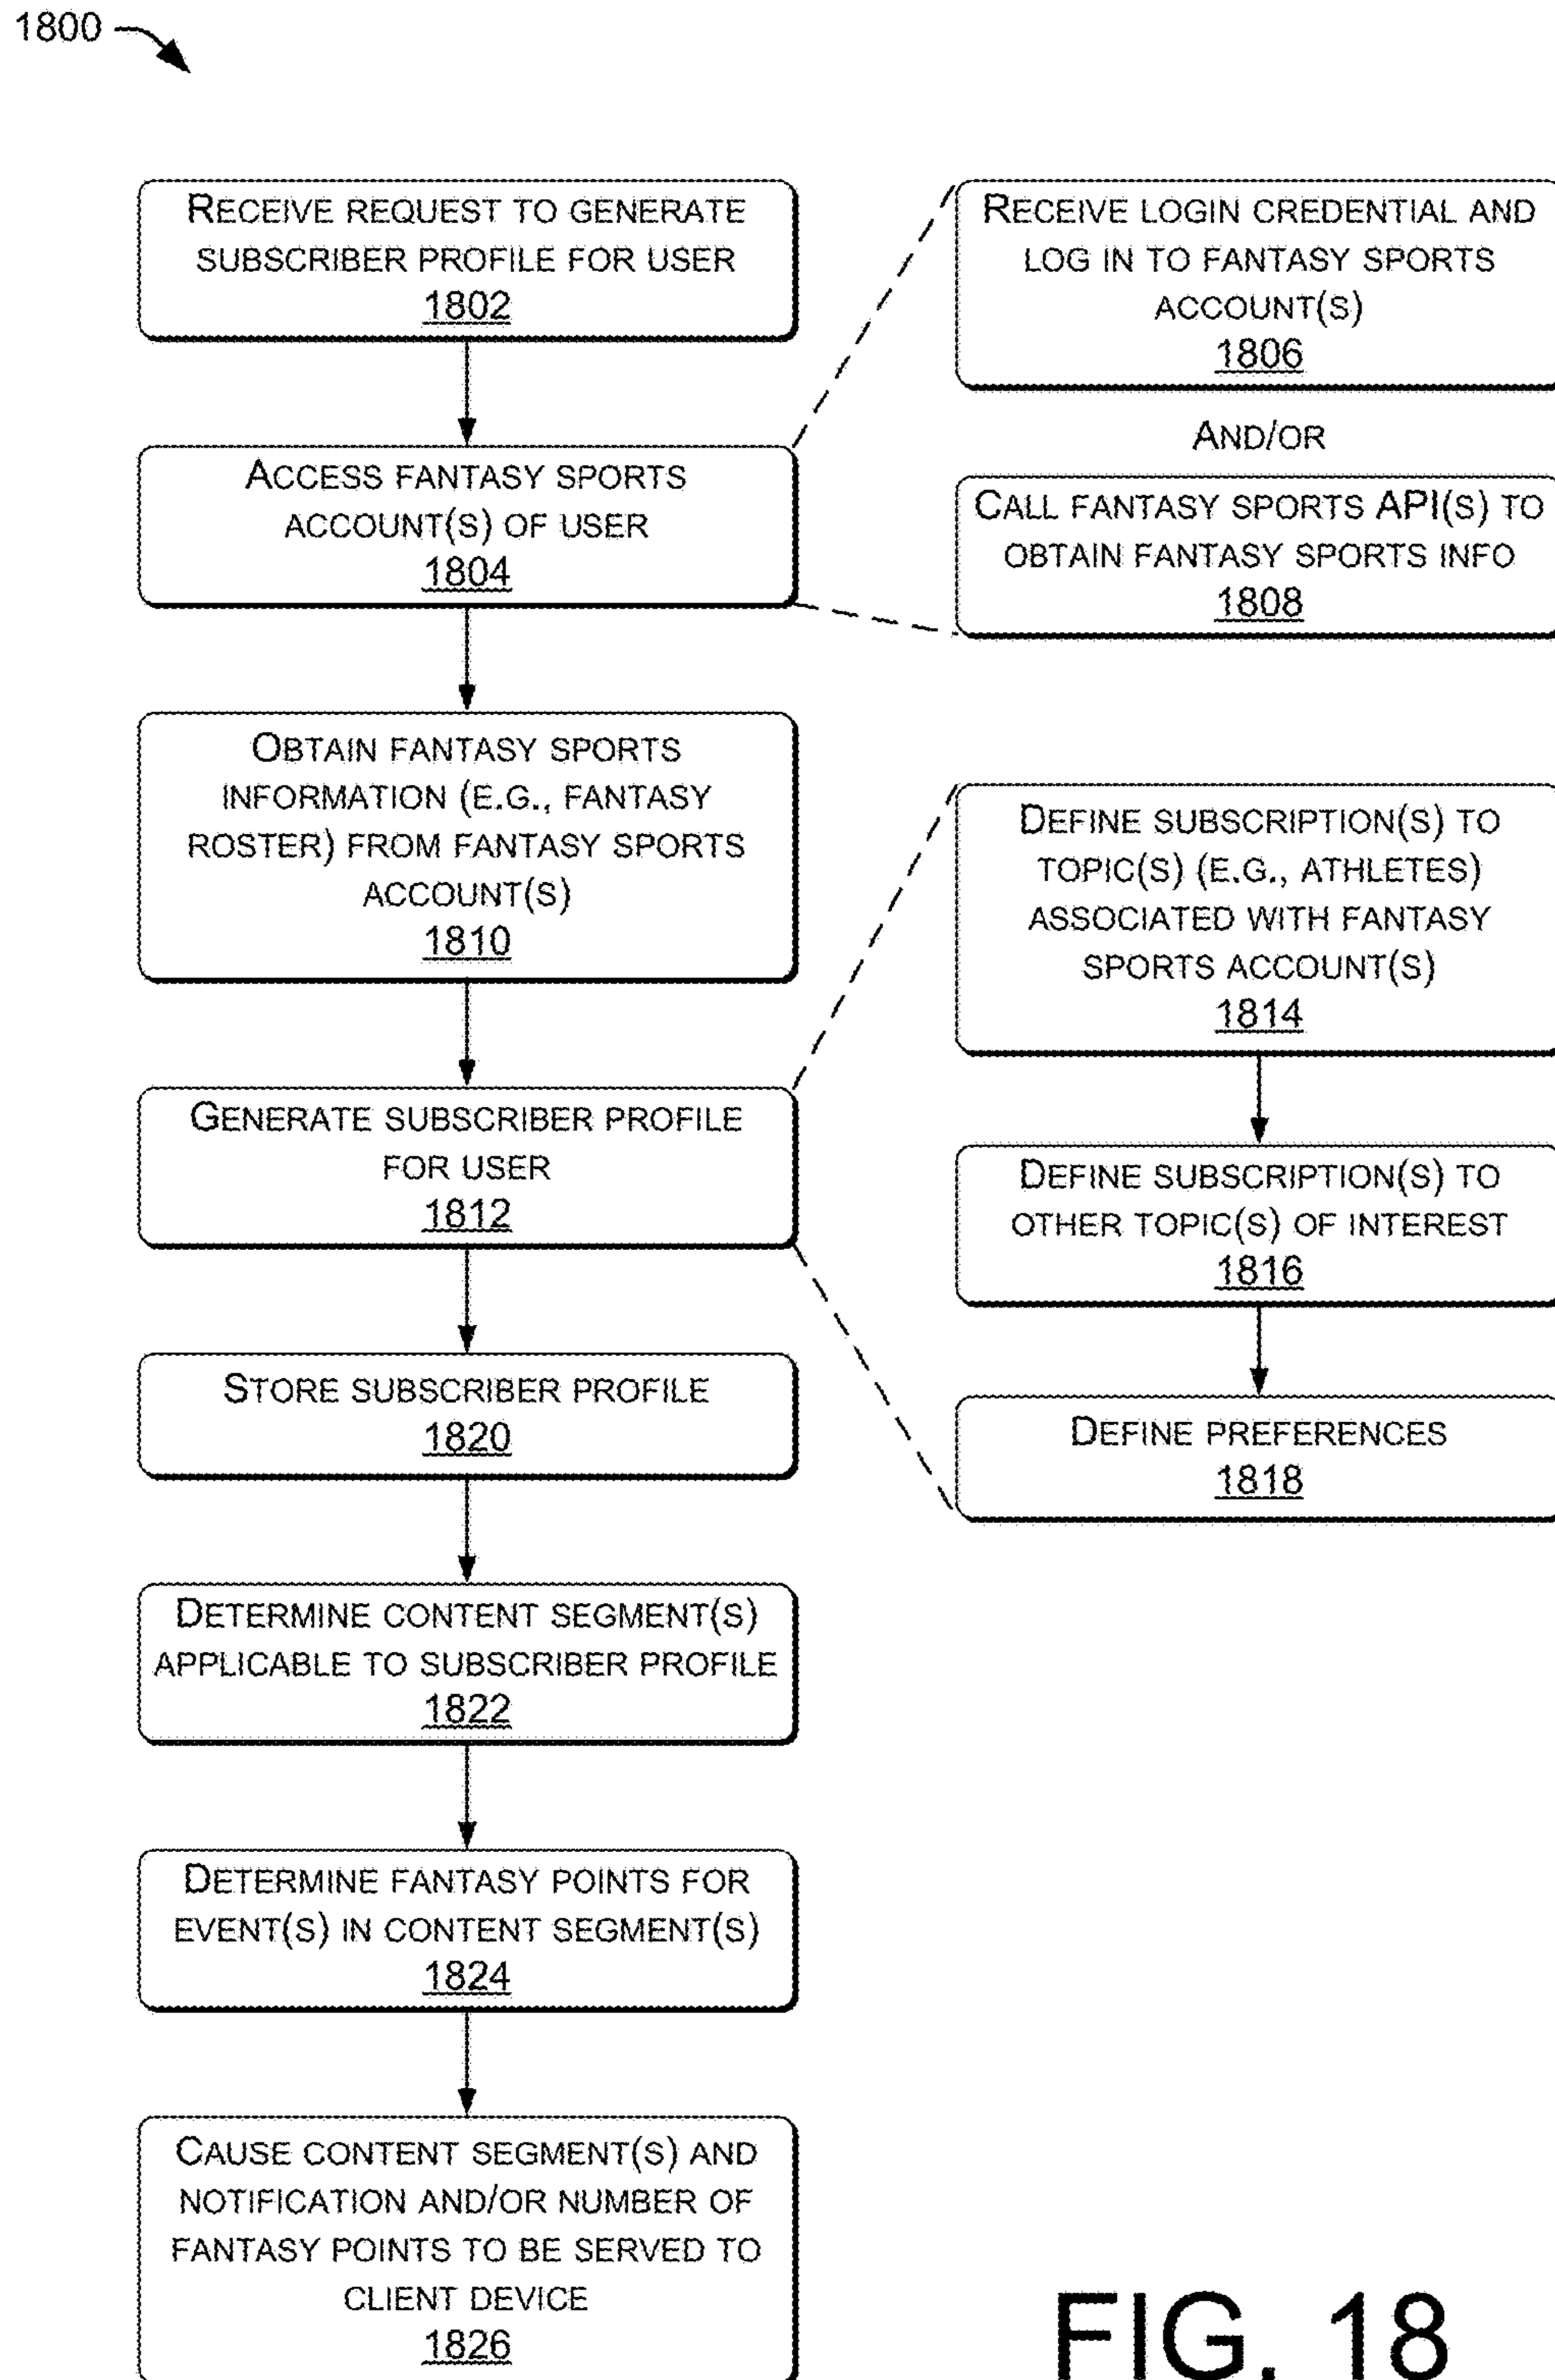 1800
RECEIVE REQUEST TO GENERATE
SUBSCRIBER PROFILE FOR USER
1802
ACCESS FANTASY SPORTS
ACCOUNT(S) OF USER
1804
RECEIVE LOGIN CREDENTIAL AND
LOG IN TO FANTASY SPORTS
ACCOUNT(S)
1806
AND/OR
CALL FANTASY SPORTS API(S) TO
OBTAIN FANTASY SPORTS INFO
1808
OBTAIN FANTASY SPORTS
INFORMATION (E.G., FANTASY
ROSTER) FROM FANTASY SPORTS
ACCOUNT(S)
1810
GENERATE SUBSCRIBER PROFILE
FOR USER
1812
DEFINE SUBSCRIPTION(S) TO
TOPIC(S) (E.G., ATHLETES)
ASSOCIATED WITH FANTASY
SPORTS ACCOUNT(S)
1814
DEFINE SUBSCRIPTION(S) TO
OTHER TOPIC(S) OF INTEREST
1816
DEFINE PREFERENCES
1818
STORE SUBSCRIBER PROFILE
1820
DETERMINE CONTENT SEGMENT(S)
APPLICABLE TO SUBSCRIBER PROFILE
1822
DETERMINE FANTASY POINTS FOR
EVENT(S) IN CONTENT SEGMENT(S)
1824
CAUSE CONTENT SEGMENT(S) AND
NOTIFICATION AND/OR NUMBER OF
FANTASY POINTS TO BE SERVED TO
CLIENT DEVICE
1826
FIG. 18